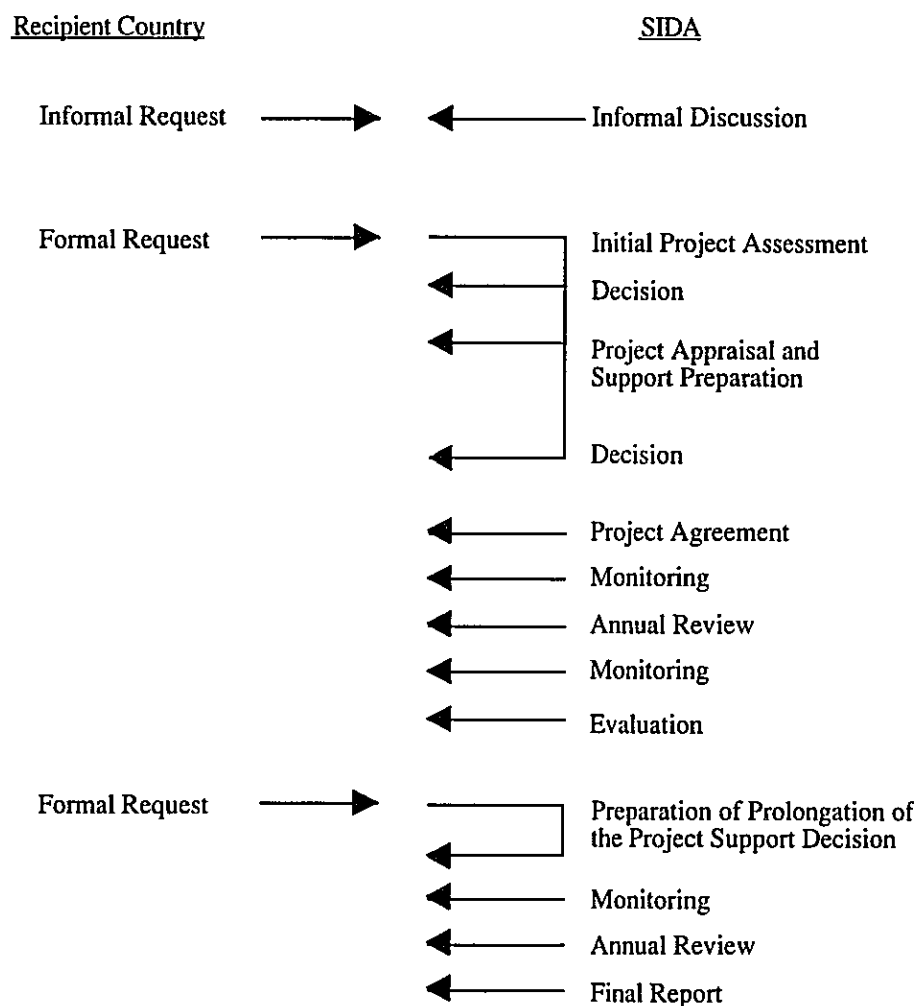 Recipient Country
SIDA
Informal Request
Informal Discussion
Formal Request
Initial Project Assessment
Decision
Project Appraisal and
Support Preparation
Decision
Project Agreement
Monitoring
Annual Review
Monitoring
Evaluation
Formal Request
Preparation of Prolongation of
the Project Support Decision
Monitoring
Annual Review
Final Report